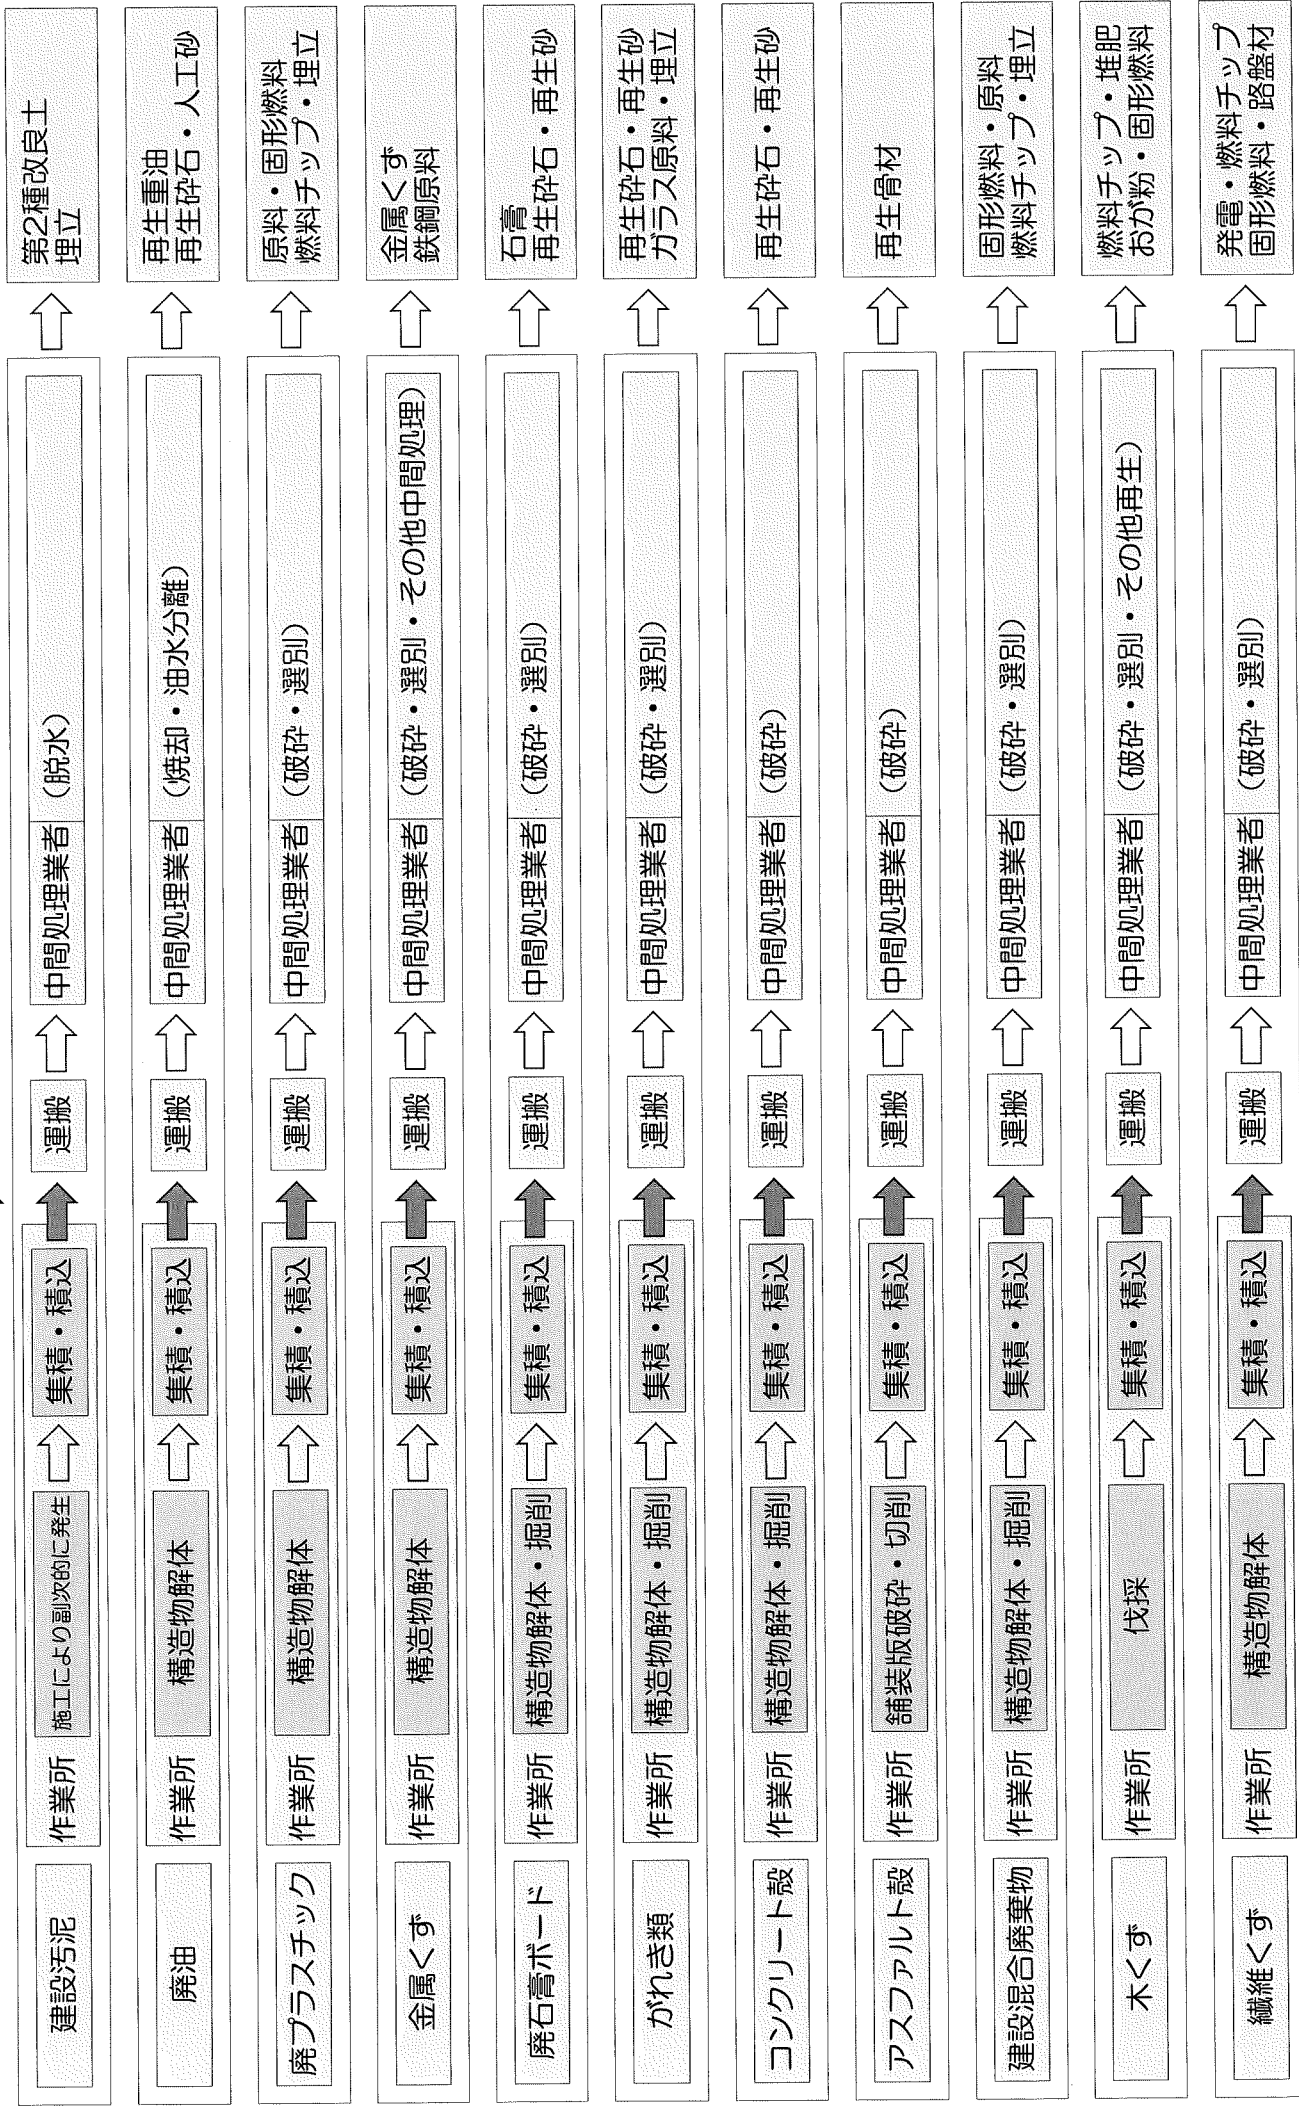 建設汚泥
作業所
施工により副次的に発生
集積・積込
運搬
中間処理業者
（脱水）
第2種改良土
埋立
廃油
作業所
構造物解体
集積・積込
運搬
中間処理業者
（焼却・油水分離）
再生重油
再生砕石・人工砂
廃プラスチック
作業所
構造物解体
集積・積込
運搬
中間処理業者
（破砕・選別）
原料・固形燃料
燃料チップ・埋立
金属くず
作業所
構造物解体
集積・積込
運搬
中間処理業者
（破砕・選別・その他中間処理）
金属くず
鉄鋼原料
廃石膏ボード
作業所
構造物解体・掘削
集積・積込
運搬
中間処理業者
（破砕・選別）
石膏
再生砕石・再生砂
がれき類
作業所
構造物解体・掘削
集積・積込
運搬
中間処理業者
（破砕・選別）
再生砕石・再生砂
ガラス原料・埋立
コンクリート殻
作業所
構造物解体・掘削
集積・積込
運搬
中間処理業者
（破砕）
再生砕石・再生砂
アスファルト殻
作業所
舗装版破砕・切削
集積・積込
運搬
中間処理業者
（破砕）
再生骨材
建設混合廃棄物
作業所
構造物解体・掘削
集積・積込
運搬
中間処理業者
（破砕・選別）
固形燃料・原料
燃料チップ・埋立
木くず
作業所
伐採
集積・積込
運搬
中間処理業者
（破砕・選別・その他再生）
燃料チップ・堆肥
おが粉・固形燃料
繊維くず
作業所
構造物解体
集積・積込
運搬
中間処理業者
（破砕・選別）
発電・燃料チップ
固形燃料・路盤材